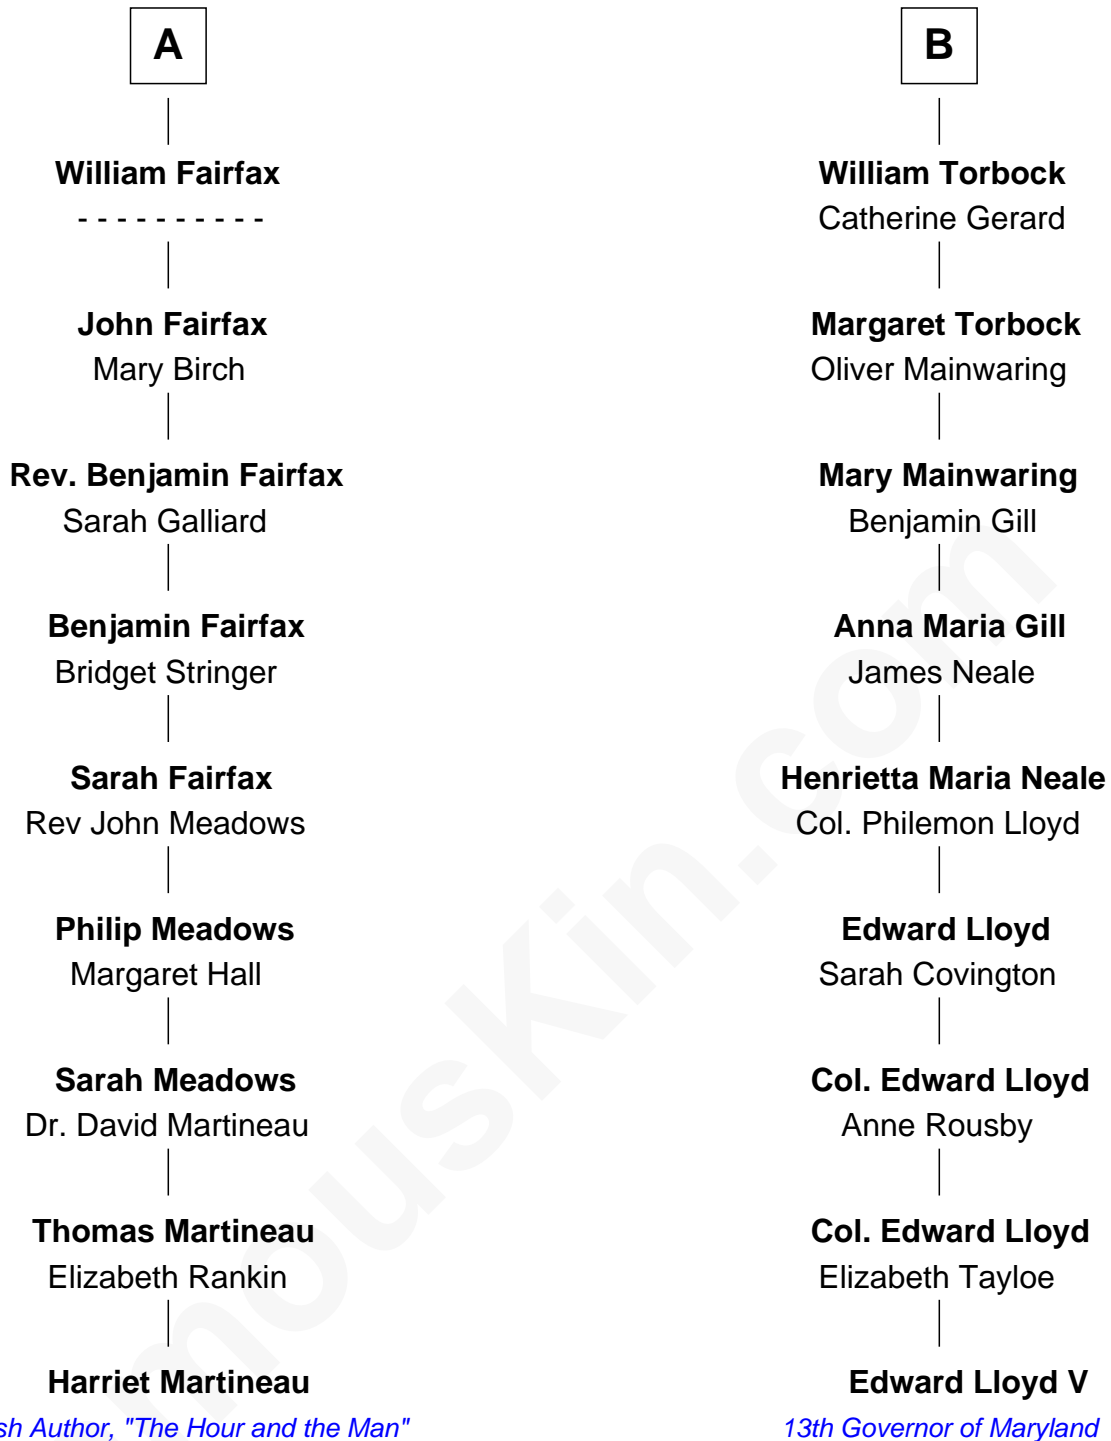 A
William Fairfax
- - - - - - - - - -
John Fairfax
Mary Birch
Rev. Benjamin Fairfax
Sarah Galliard
Benjamin Fairfax
Bridget Stringer
Sarah Fairfax
Rev John Meadows
Philip Meadows
Margaret Hall
Sarah Meadows
Dr. David Martineau
Thomas Martineau
Elizabeth Rankin
Harriet Martineau
sh Author, "The Hour and the Man"
B
William Torbock
Catherine Gerard
Margaret Torbock
Oliver Mainwaring
Mary Mainwaring
Benjamin Gill
Anna Maria Gill
James Neale
Henrietta Maria Neale
Col. Philemon Lloyd
Edward Lloyd
Sarah Covington
Col. Edward Lloyd
Anne Rousby
Col. Edward Lloyd
Elizabeth Tayloe
Edward Lloyd V
13th Governor of Maryland
mousKin.com